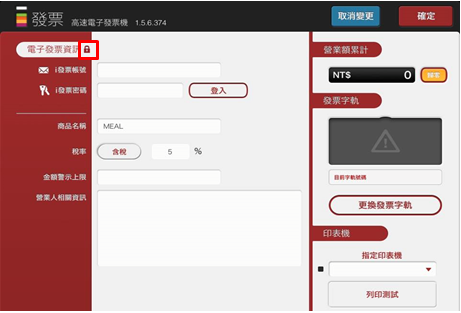 發票 高速電子發票機 1.5.6.374
取消變更
確定
電子發票資訊
i發票帳號
i發票密碼
登入
商品名稱 MEAL
稅率 含稅 5 %
金額警示上限
營業人相關資訊
營業額累計
NT$ 0
發票字軌
目前字軌號碼
更換發票字軌
印表機
指定印表機
列印測試